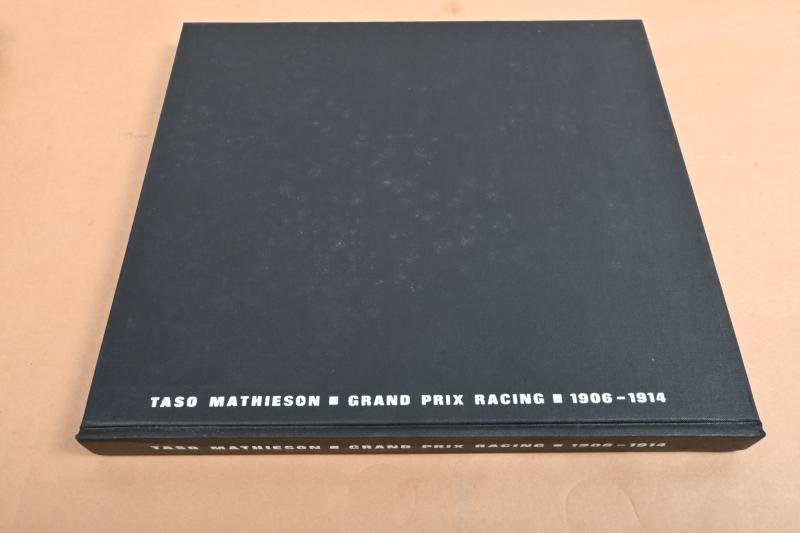 TASO MATHIESON ■ GRAND PRIX RACING ■ 1906–1914
TASO MATHIESON ■ GRAND PRIX RACING ■ 1906–1914